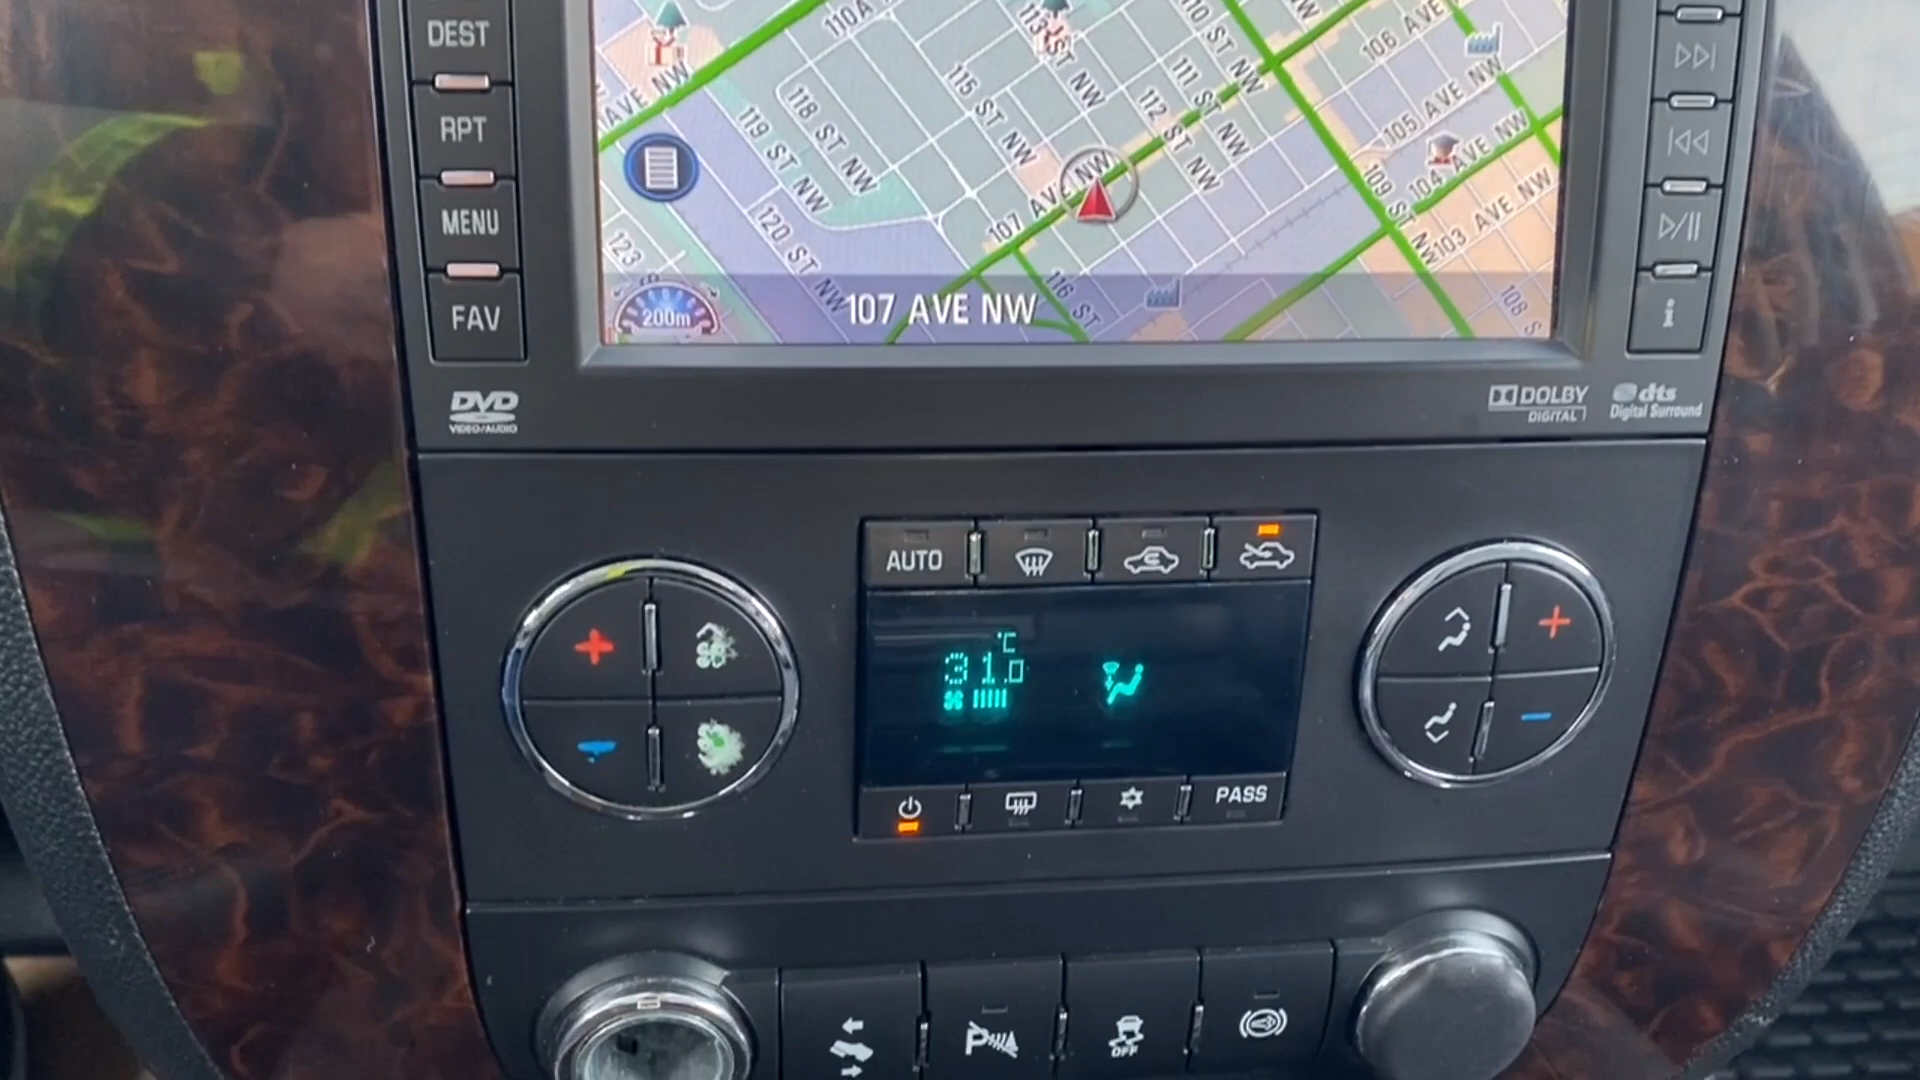 DEST
RPT
MENU
FAV
110A
113 ST NW
110 ST NW
NW
106 AVE
AVE NW
118 ST NW
115 ST NW
111 ST NW
112 ST NW
105 AVE NW
119 ST NW
107 AVE NW
109 ST NW
104 AVE NW
103 AVE NW
120 ST NW
123
116 ST
108 S
200m
107 AVE NW
DVD
VIDEO/AUDIO
DOLBY
DIGITAL
dts
Digital Surround
AUTO
°C
31.0
PASS
P
OFF